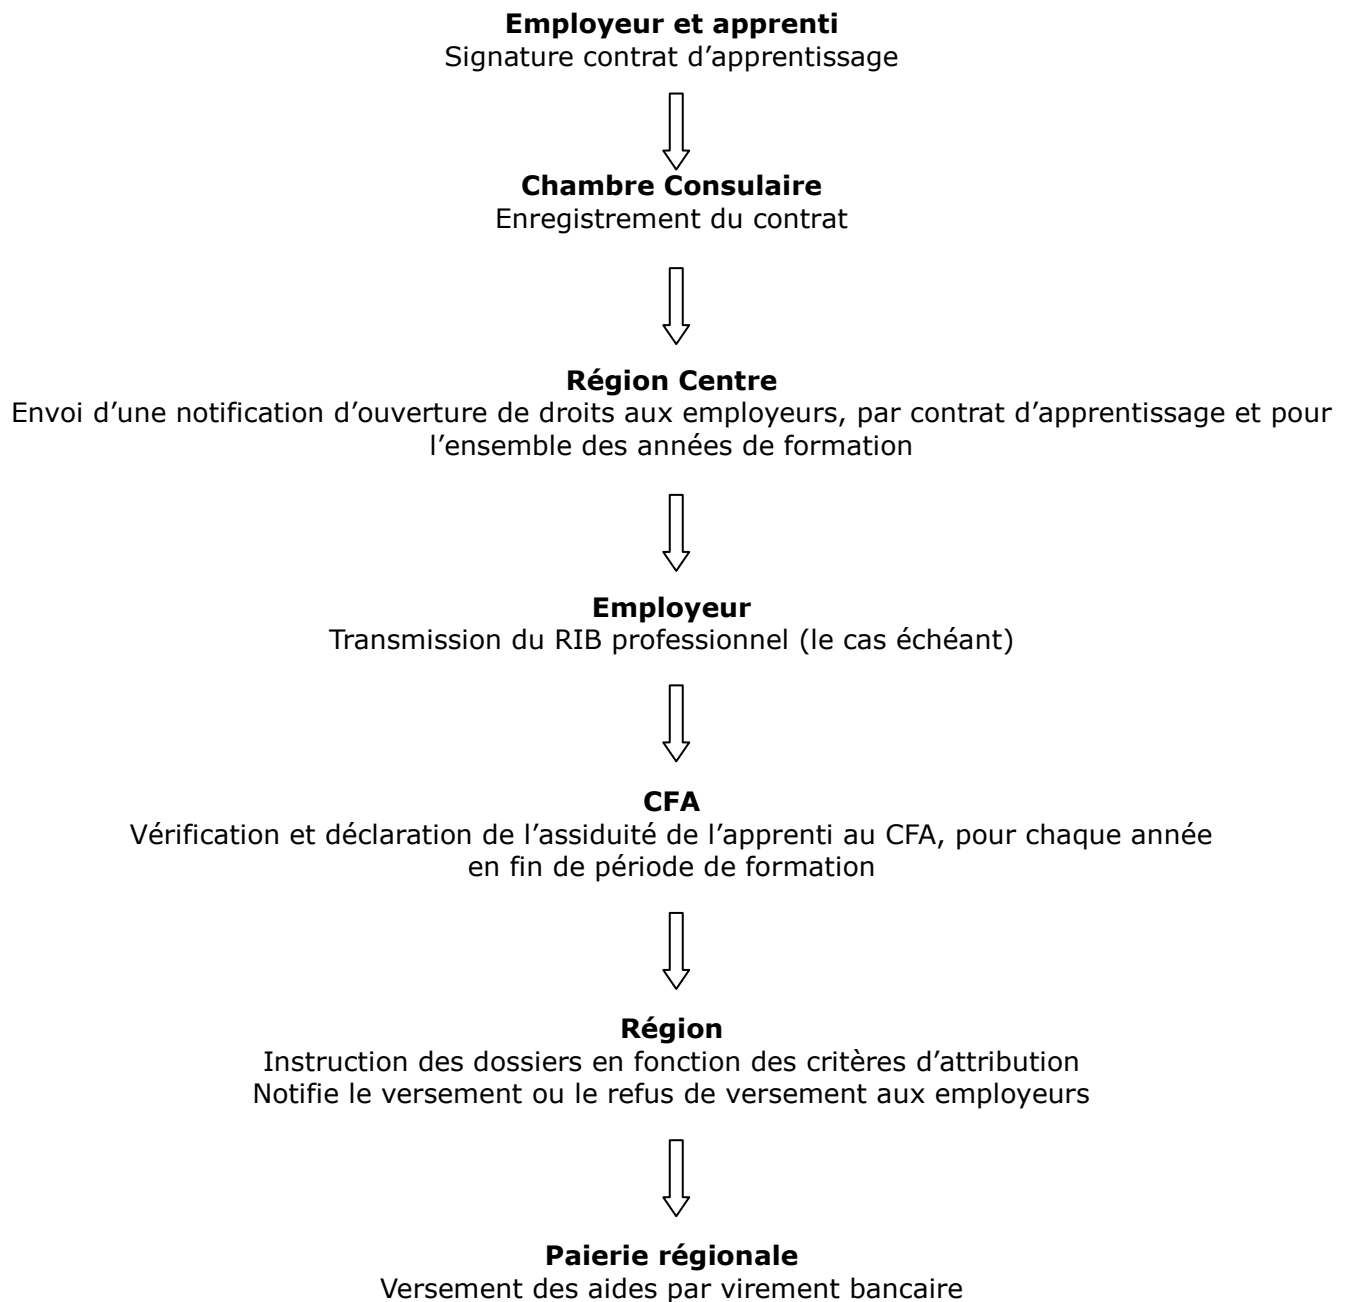 Employeur et apprenti
Signature contrat d’apprentissage
Chambre Consulaire
Enregistrement du contrat
Région Centre
Envoi d’une notification d’ouverture de droits aux employeurs, par contrat d’apprentissage et pour
l’ensemble des années de formation
Employeur
Transmission du RIB professionnel (le cas échéant)
CFA
Vérification et déclaration de l’assiduité de l’apprenti au CFA, pour chaque année
en fin de période de formation
Région
Instruction des dossiers en fonction des critères d’attribution
Notifie le versement ou le refus de versement aux employeurs
Paierie régionale
Versement des aides par virement bancaire